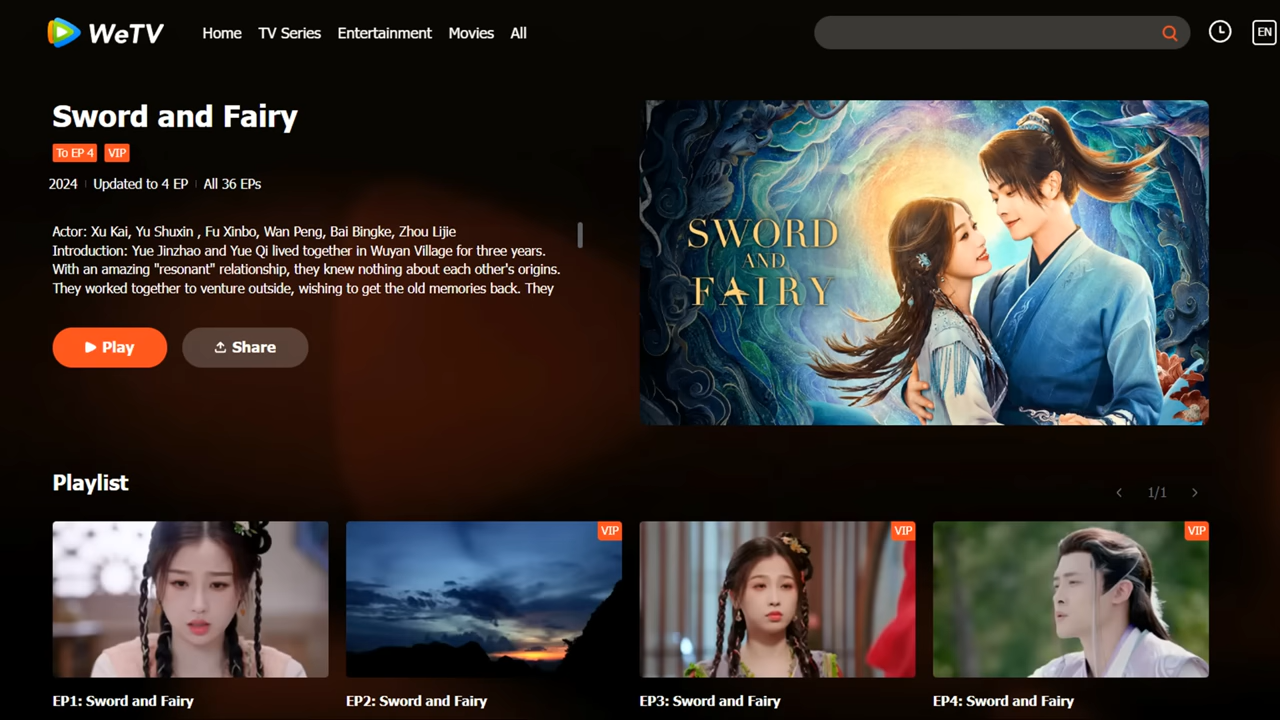 WeTV
Home TV Series Entertainment Movies All
EN
Sword and Fairy
To EP 4 VIP
2024 Updated to 4 EP All 36 EPs
Actor: Xu Kai, Yu Shuxin , Fu Xinbo, Wan Peng, Bai Bingke, Zhou Lijie
Introduction: Yue Jinzhao and Yue Qi lived together in Wuyan Village for three years.
With an amazing "resonant" relationship, they knew nothing about each other's origins.
They worked together to venture outside, wishing to get the old memories back. They
Play Share
SWORD
AND
FAIRY
Playlist
1/1
VIP
VIP
VIP
EP1: Sword and Fairy
EP2: Sword and Fairy
EP3: Sword and Fairy
EP4: Sword and Fairy